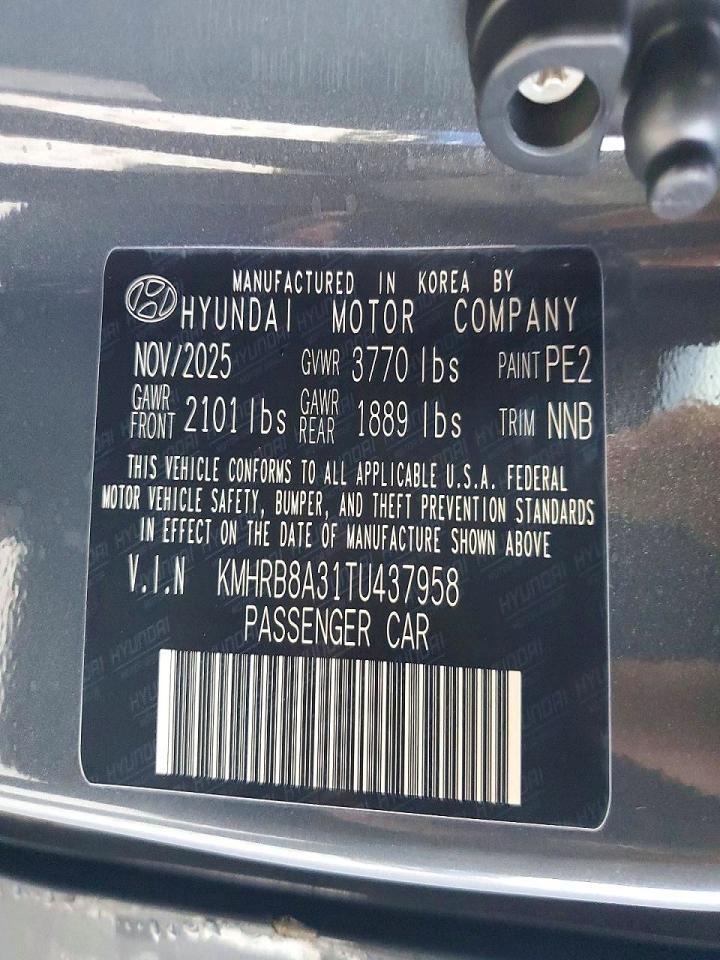 MANUFACTURED IN KOREA BY
HYUNDAI MOTOR COMPANY
NOV/2025 GVWR 3770 lbs PAINT PE2
GAWR FRONT 2101 lbs GAWR REAR 1889 lbs TRIM NNB
THIS VEHICLE CONFORMS TO ALL APPLICABLE U.S.A. FEDERAL
MOTOR VEHICLE SAFETY, BUMPER, AND THEFT PREVENTION STANDARDS
IN EFFECT ON THE DATE OF MANUFACTURE SHOWN ABOVE
V.I.N KMHRB8A31TU437958
PASSENGER CAR